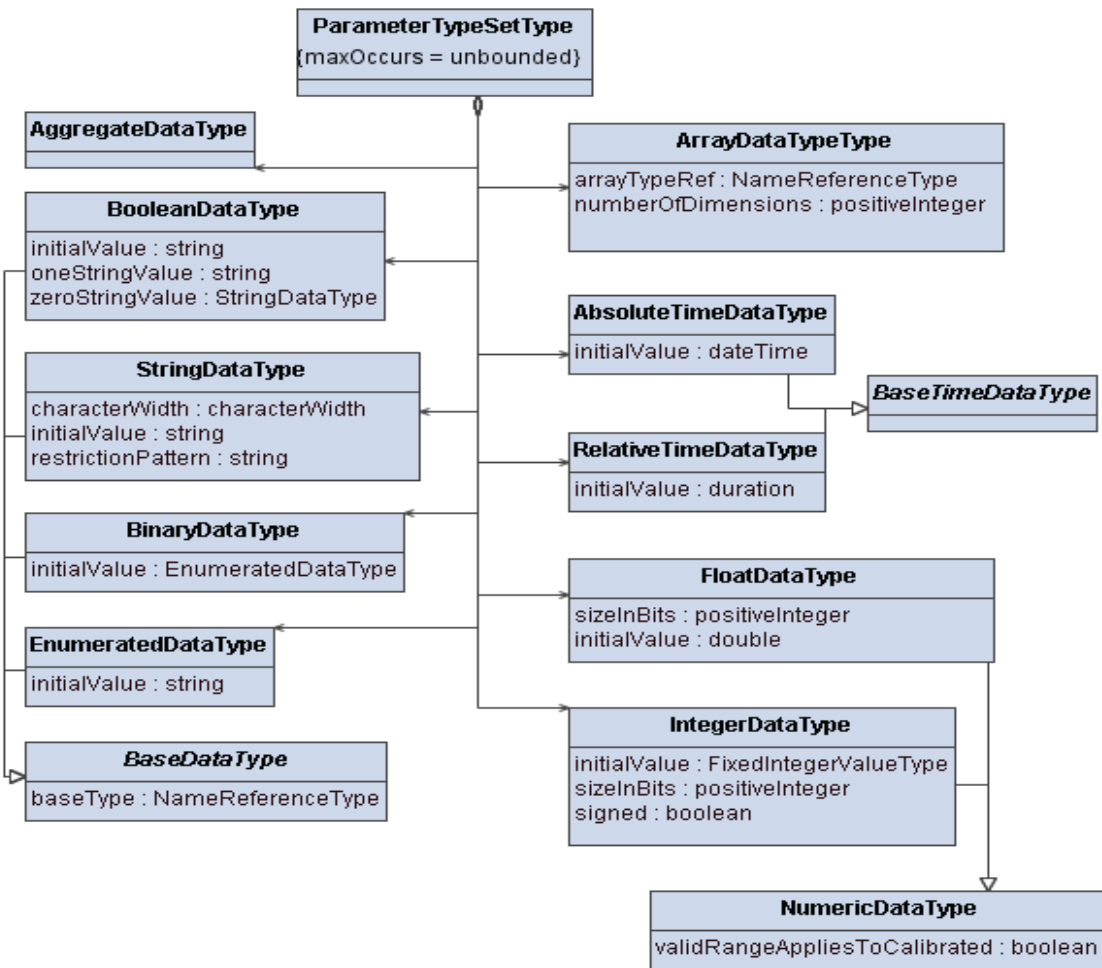 ParameterTypeSetType
{maxOccurs = unbounded}
AggregateDataType
BooleanDataType
initialValue : string
oneStringValue : string
zeroStringValue : StringDataType
StringDataType
characterWidth : characterWidth
initialValue : string
restrictionPattern : string
BinaryDataType
initialValue : EnumeratedDataType
EnumeratedDataType
initialValue : string
BaseDataType
baseType : NameReferenceType
ArrayDataTypeType
arrayTypeRef : NameReferenceType
numberOfDimensions : positiveInteger
AbsoluteTimeDataType
initialValue : dateTime
BaseTimeDataType
RelativeTimeDataType
initialValue : duration
FloatDataType
sizeInBits : positiveInteger
initialValue : double
IntegerDataType
initialValue : FixedIntegerValueType
sizeInBits : positiveInteger
signed : boolean
NumericDataType
validRangeAppliesToCalibrated : boolean